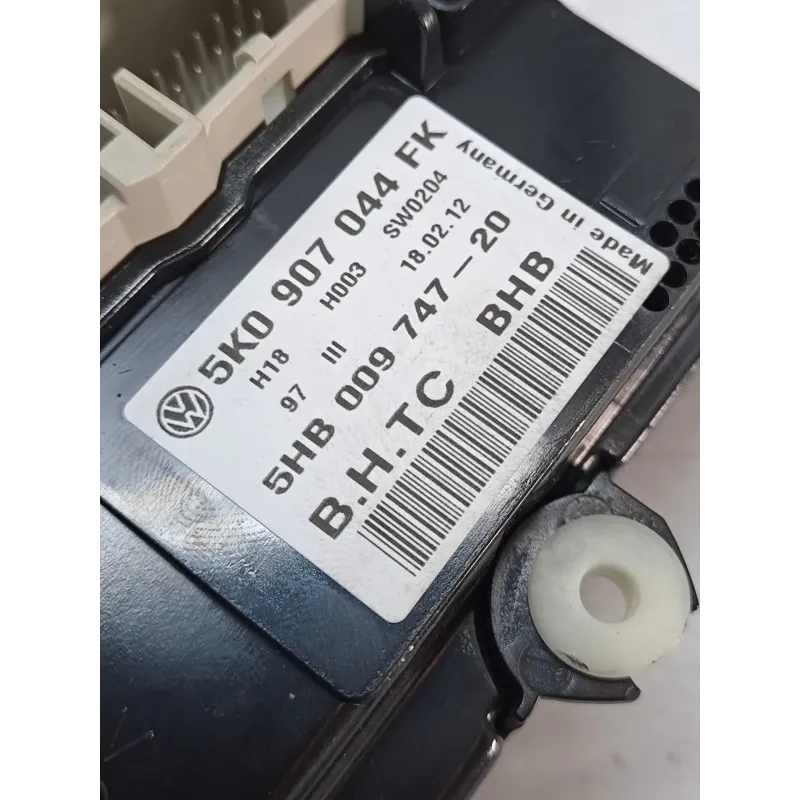 5K0 907 044 FK
H18 H003 SW0204
97 III 18.02.12
5HB 009 747-20
B.H.TC BHB
Made in Germany